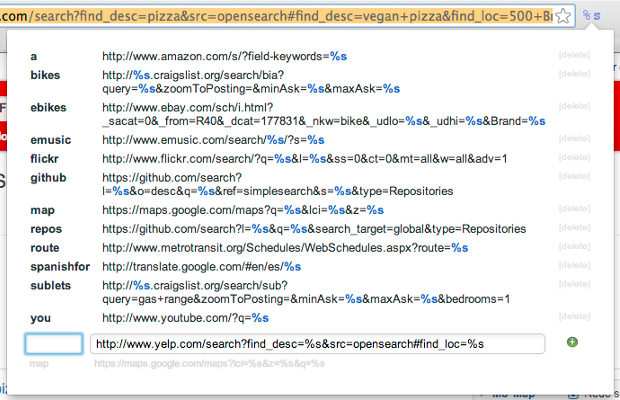 .com/search?find_desc=pizza&src=opensearch#find_desc=vegan+pizza&find_loc=500+Br
%s
a http://www.amazon.com/s/?field-keywords=%s [delete]
bikes http://%s.craigslist.org/search/bia?
query=%s&zoomToPosting=&minAsk=%s&maxAsk=%s [delete]
ebikes http://www.ebay.com/sch/i.html?
_sacat=0&_from=R40&_dcat=177831&_nkw=bike&_udlo=%s&_udhi=%s&Brand=%s [delete]
emusic http://www.emusic.com/search/%s/?s=%s [delete]
flickr http://www.flickr.com/search/?q=%s&l=%s&ss=0&ct=0&mt=all&w=all&adv=1 [delete]
github https://github.com/search?
l=%s&o=desc&q=%s&ref=simplesearch&s=%s&type=Repositories [delete]
map https://maps.google.com/maps?q=%s&lci=%s&z=%s [delete]
repos https://github.com/search?l=%s&q=%s&search_target=global&type=Repositories [delete]
route http://www.metrotransit.org/Schedules/WebSchedules.aspx?route=%s [delete]
spanishfor http://translate.google.com/#en/es/%s [delete]
sublets http://%s.craigslist.org/search/sub?
query=gas+range&zoomToPosting=&minAsk=%s&maxAsk=%s&bedrooms=1 [delete]
you http://www.youtube.com/?q=%s [delete]
http://www.yelp.com/search?find_desc=%s&src=opensearch#find_loc=%s
map https://maps.google.com/maps?lci=%s&z=%s&q=%s